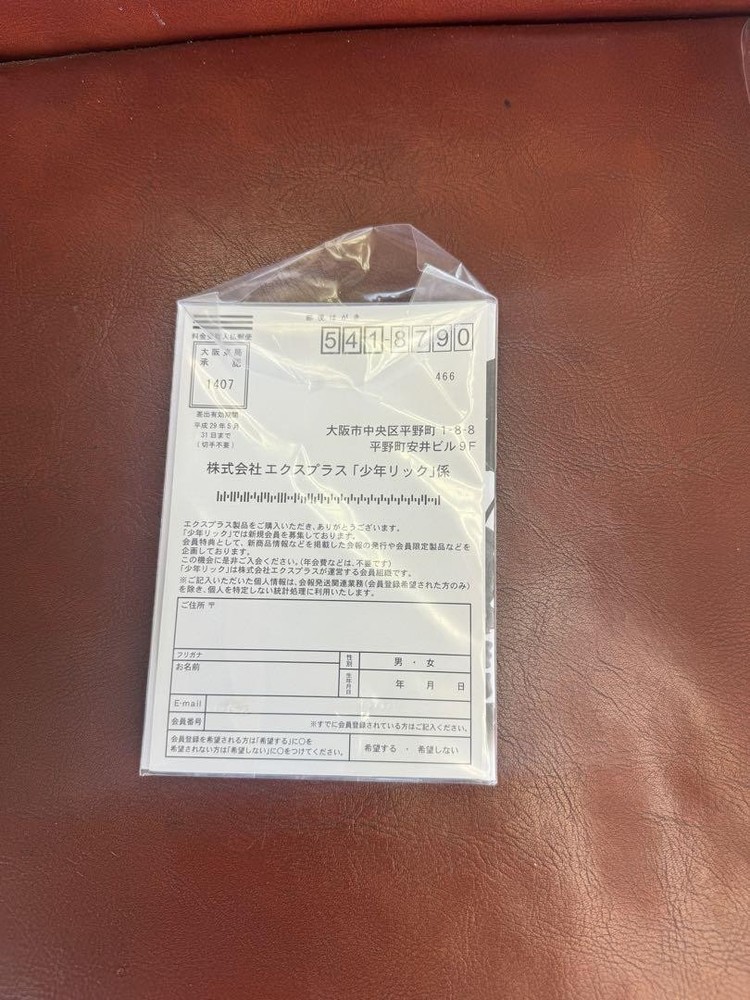 郵便はがき
料金受取人払郵便
541-8790
大阪東局
承認
1407
466
差出有効期間
平成29年5月
31日まで
(切手不要)
大阪市中央区平野町1-8-8
平野町安井ビル9F
株式会社エクスプラス「少年リック」係
エクスプラス製品をご購入いただき、ありがとうございます。
『少年リック』では新規会員を募集しております。
会員特典として、新商品情報などを掲載した会報の発行や会員限定製品などを
企画しております。
この機会に是非ご入会ください。(年会費などは、不要です)
「少年リック」は株式会社エクスプラスが運営する会員組織です。
※ご記入いただいた個人情報は、会報発送関連業務(会員登録希望された方のみ)
を除き、個人を特定しない統計処理に利用いたします。
ご住所 〒
フリガナ
お名前
性別
男・女
生年月日
年 月 日
E-mail
会員番号
※すでに会員登録されている方はご記入ください。
会員登録を希望される方は「希望する」に○を
希望されない方は「希望しない」に○をつけてください。
希望する ・ 希望しない